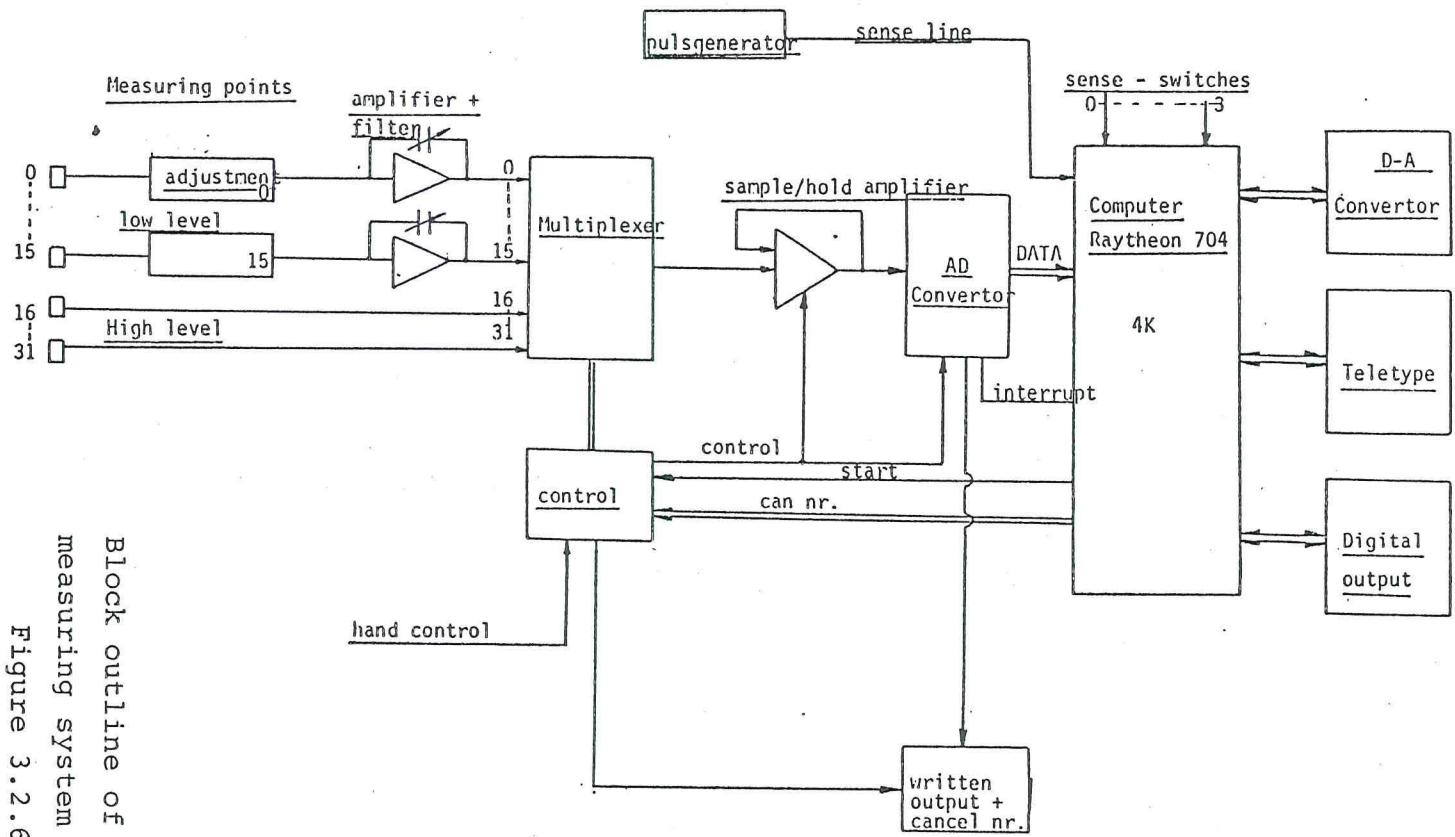 pulsgenerator
sense line
sense - switches
0 - - - - - - 3
Measuring points
amplifier +
filter
0
adjustment
0
0
low level
15
15
15
16
16
High level
31
31
Multiplexer
sample/hold amplifier
AD
Convertor
DATA
Computer
Raytheon 704
4K
D-A
Convertor
Teletype
Digital
output
interrupt
control
start
can nr.
control
hand control
written
output +
cancel nr.
Block outline of
measuring system
Figure 3.2.6